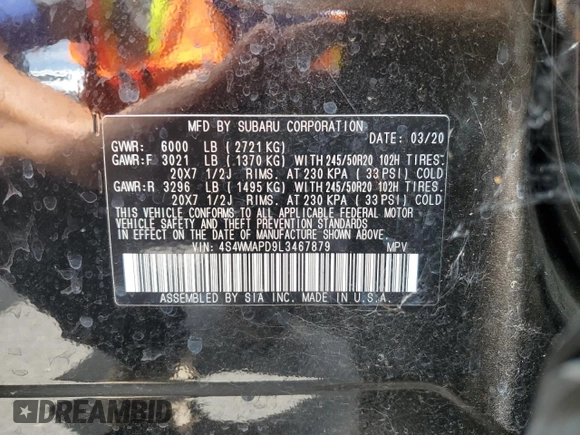 MFD BY SUBARU CORPORATION
GVWR: 6000 LB ( 2721 KG) DATE: 03/20
GAWR:F 3021 LB ( 1370 KG) WITH 245/50R20 102H TIRES.
20X7 1/2J RIMS. AT 230 KPA ( 33 PSI) COLD
GAWR:R 3296 LB ( 1495 KG) WITH 245/50R20 102H TIRES.
20X7 1/2J RIMS. AT 230 KPA ( 33 PSI) COLD
THIS VEHICLE CONFORMS TO ALL APPLICABLE FEDERAL MOTOR
VEHICLE SAFETY AND THEFT PREVENTION STANDARDS
IN EFFECT ON THE DATE OF MANUFACTURE SHOWN ABOVE.
VIN: 4S4WMAPD9L3467879 MPV
ASSEMBLED BY SIA INC. MADE IN U.S.A.
DREAMBID